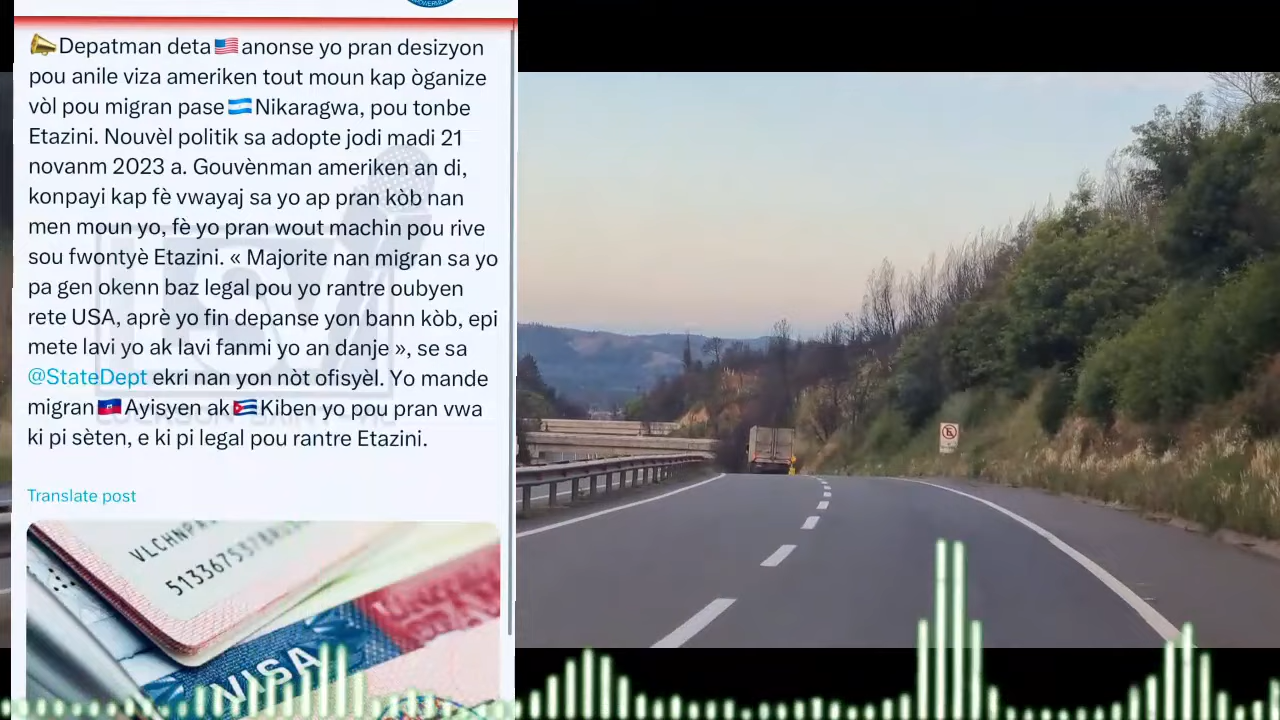 📣Depatman deta🇺🇸anonse yo pran desizyon
pou anile viza ameriken tout moun kap òganize
vòl pou migran pase🇳🇮Nikaragwa, pou tonbe
Etazini. Nouvèl politik sa adopte jodi madi 21
novanm 2023 a. Gouvènman ameriken an di,
konpayi kap fè vwayaj sa yo ap pran kòb nan
men moun yo, fè yo pran wout machin pou rive
sou fwontyè Etazini. « Majorite nan migran sa yo
pa gen okenn baz legal pou yo rantre oubyen
rete USA, aprè yo fin depanse yon bann kòb, epi
mete lavi yo ak lavi fanmi yo an danje », se sa
@StateDept ekri nan yon nòt ofisyèl. Yo mande
migran🇭🇹Ayisyen ak🇨🇺Kiben yo pou pran vwa
ki pi sèten, e ki pi legal pou rantre Etazini.
Translate post
VISA